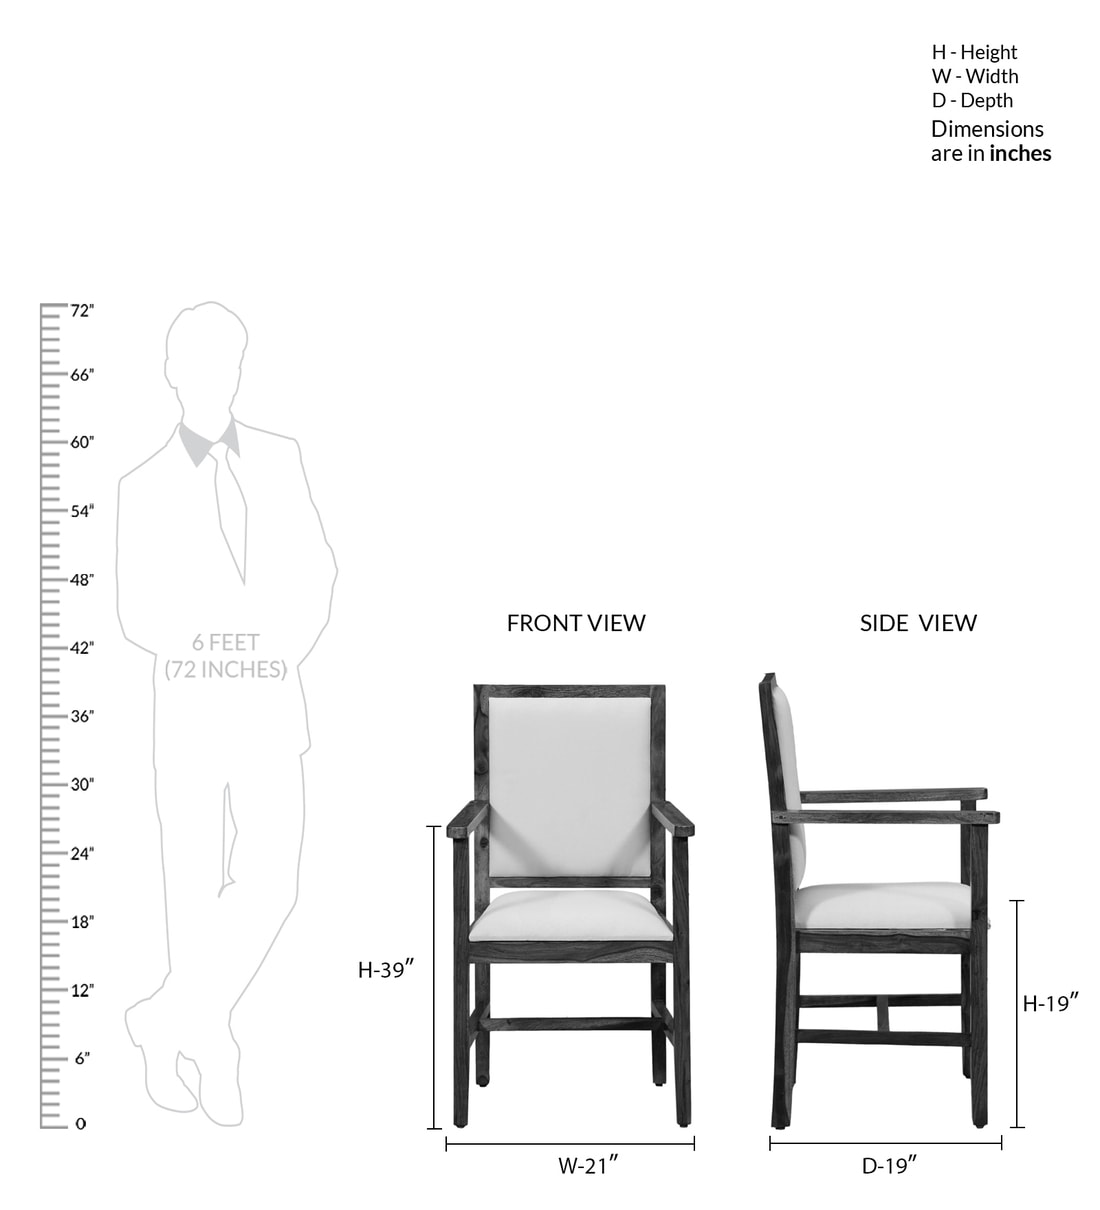 H - Height
W - Width
D - Depth
Dimensions
are in inches
72"
66"
60"
54"
48"
42"
36"
30"
24"
18"
12"
6"
0
6 FEET
(72 INCHES)
FRONT VIEW
SIDE VIEW
H-39"
H-19"
W-21"
D-19"